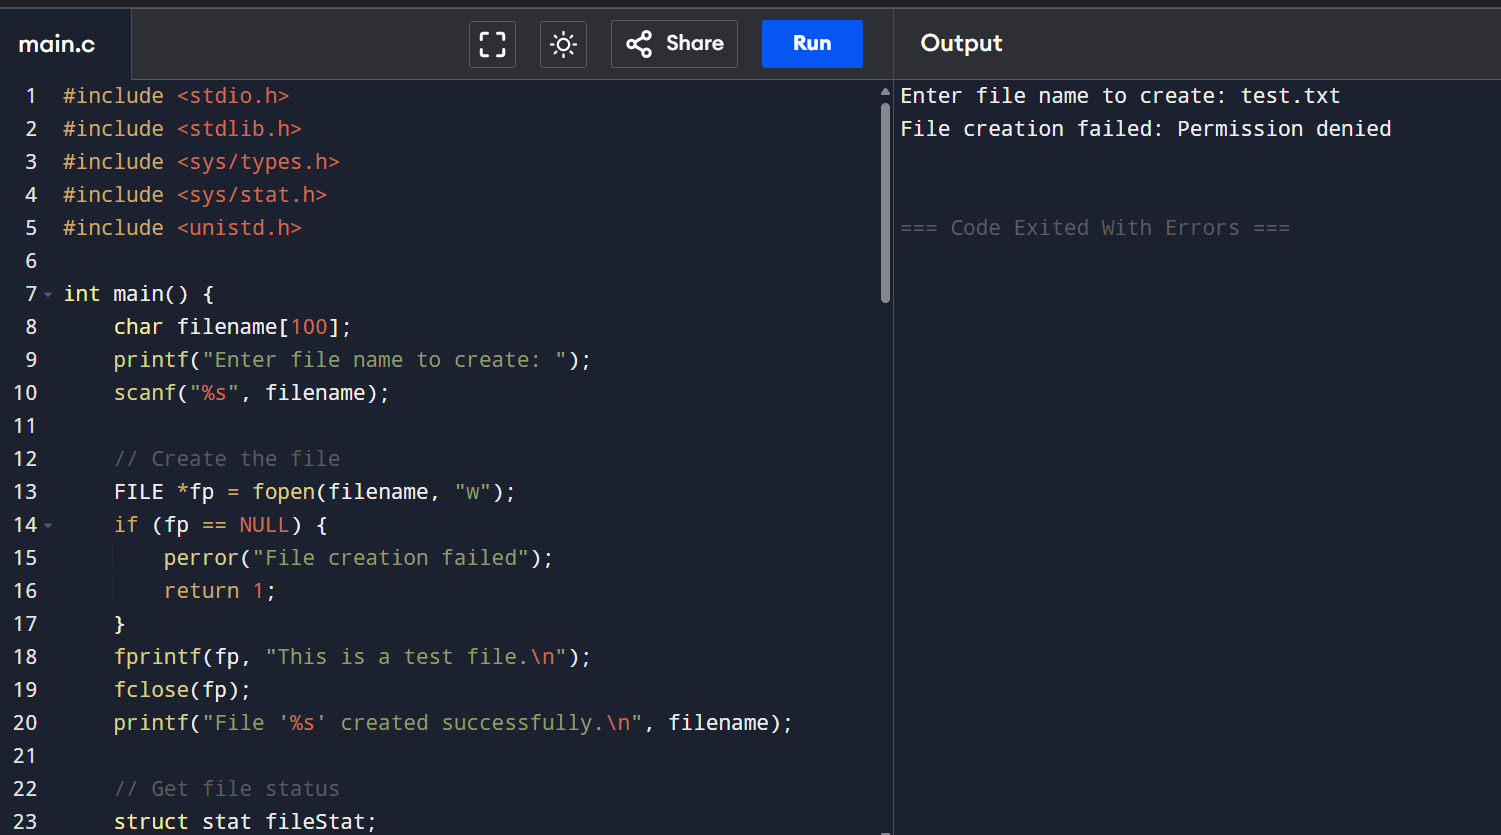 main.c
Share
Run
Output
1 #include <stdio.h>
2 #include <stdlib.h>
3 #include <sys/types.h>
4 #include <sys/stat.h>
5 #include <unistd.h>
6
7 int main() {
8     char filename[100];
9     printf("Enter file name to create: ");
10     scanf("%s", filename);
11
12     // Create the file
13     FILE *fp = fopen(filename, "w");
14     if (fp == NULL) {
15         perror("File creation failed");
16         return 1;
17     }
18     fprintf(fp, "This is a test file.\n");
19     fclose(fp);
20     printf("File '%s' created successfully.\n", filename);
21
22     // Get file status
23     struct stat fileStat;
Enter file name to create: test.txt
File creation failed: Permission denied
=== Code Exited With Errors ===